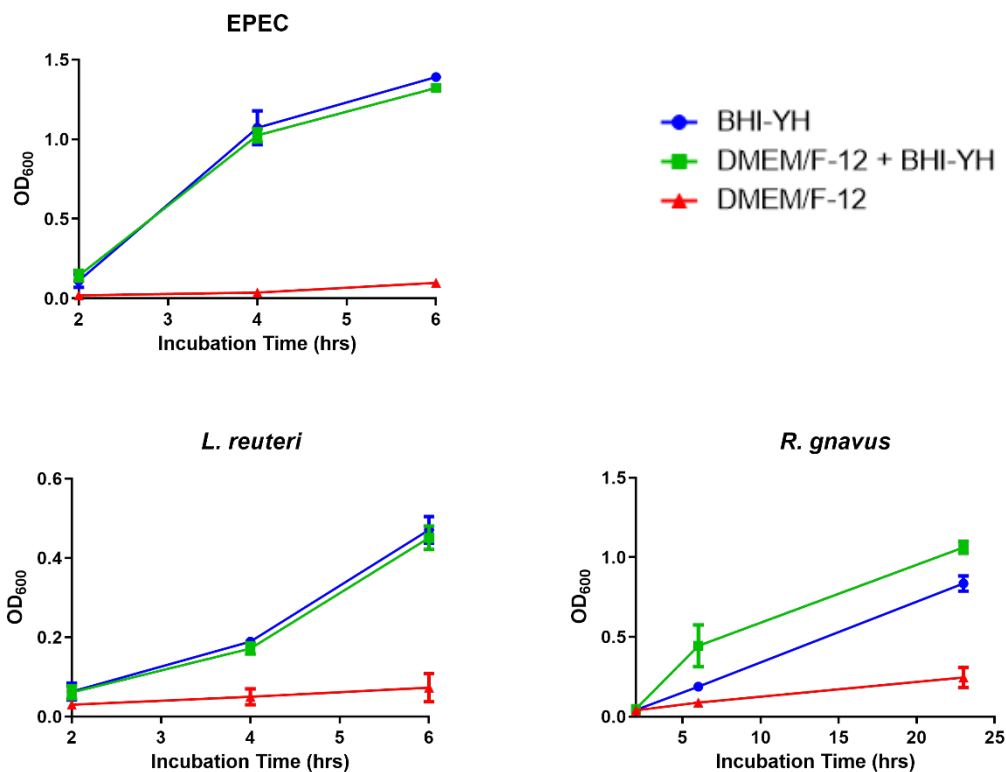 EPEC
OD600
1.5
1.0
0.5
0.0
2 3 4 5 6
Incubation Time (hrs)
BHI-YH
DMEM/F-12 + BHI-YH
DMEM/F-12
L. reuteri
OD600
0.6
0.4
0.2
0.0
2 3 4 5 6
Incubation Time (hrs)
R. gnavus
OD600
1.5
1.0
0.5
0.0
5 10 15 20 25
Incubation Time (hrs)